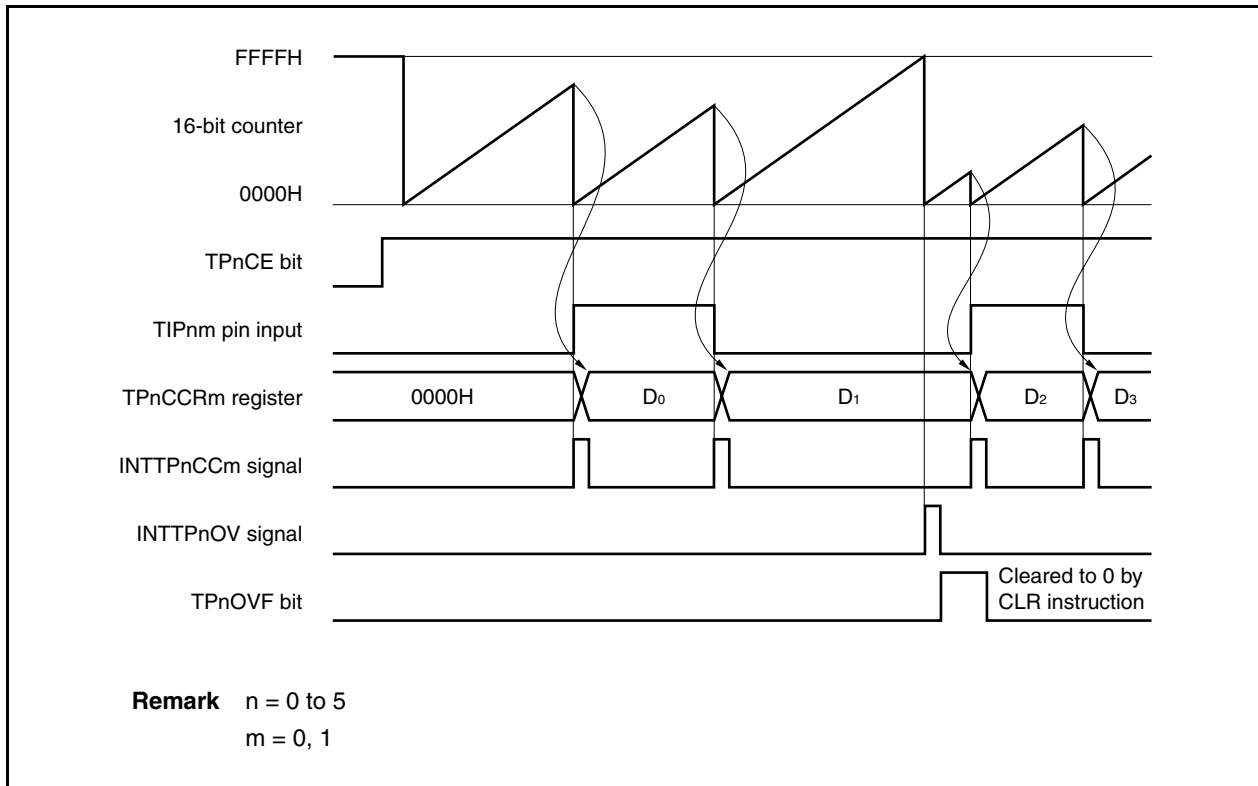 FFFFH
16-bit counter
0000H
TPnCE bit
TIPnm pin input
TPnCCRm register
0000H
D0
D1
D2
D3
INTTPnCCm signal
INTTPnOV signal
TPnOVF bit
Cleared to 0 by
CLR instruction
Remark n = 0 to 5
m = 0, 1